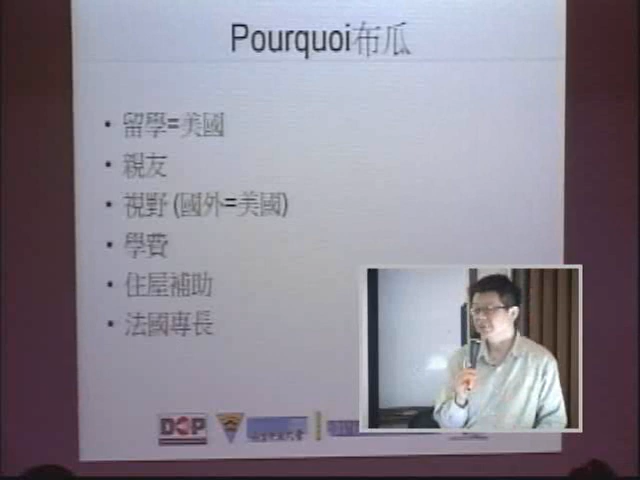 Pourquoi布瓜
• 留學=美國
• 親友
• 視野 (國外=美國)
• 學費
• 住屋補助
• 法國專長